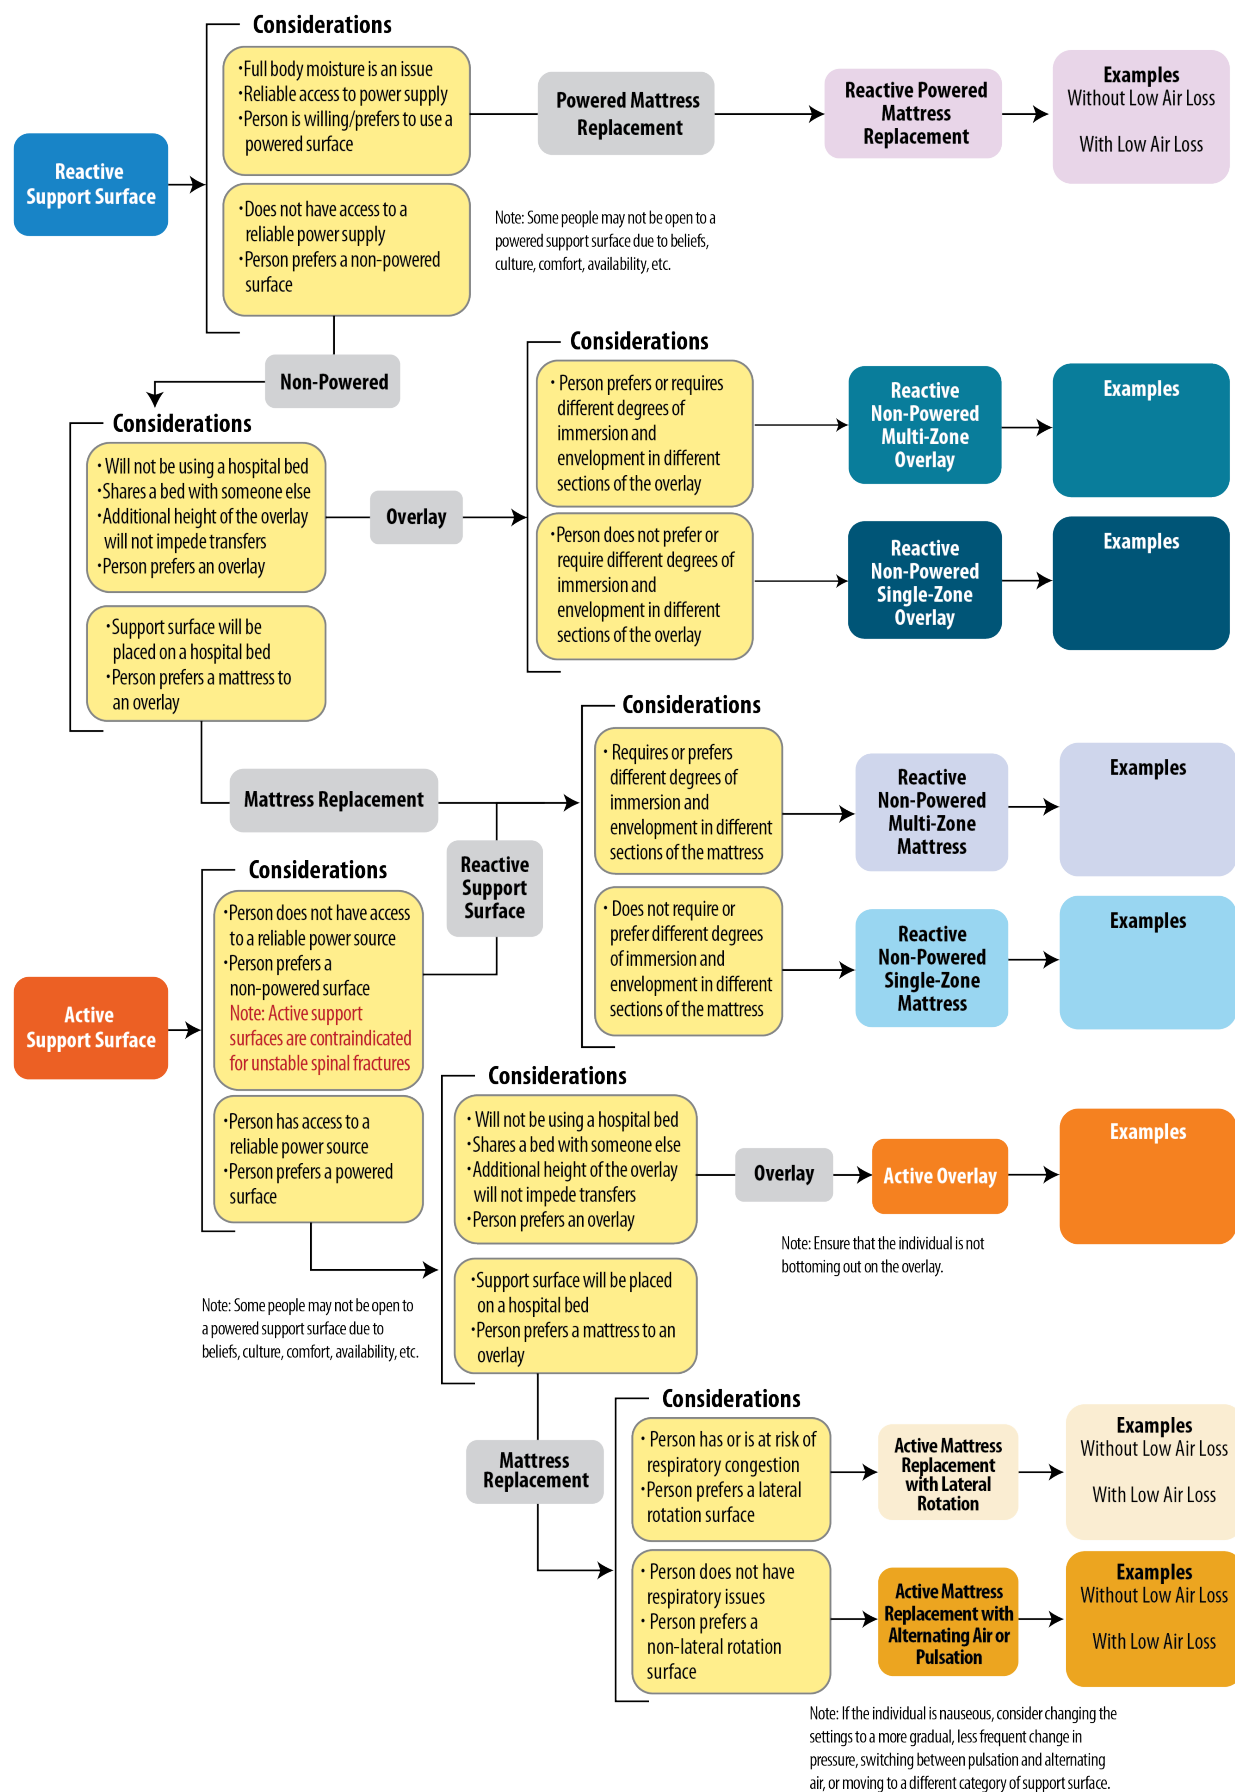 Considerations
·Full body moisture is an issue
·Reliable access to power supply
·Person is willing/prefers to use a
powered surface
Powered Mattress
Replacement
Reactive Powered
Mattress
Replacement
Examples
Without Low Air Loss
With Low Air Loss
Reactive
Support Surface
·Does not have access to a
reliable power supply
·Person prefers a non-powered
surface
Note: Some people may not be open to a
powered support surface due to beliefs,
culture, comfort, availability, etc.
Non-Powered
Considerations
·Will not be using a hospital bed
·Shares a bed with someone else
·Additional height of the overlay
will not impede transfers
·Person prefers an overlay
Overlay
·Support surface will be
placed on a hospital bed
·Person prefers a mattress to
an overlay
Considerations
· Person prefers or requires
different degrees of
immersion and
envelopment in different
sections of the overlay
Reactive
Non-Powered
Multi-Zone
Overlay
Examples
·Person does not prefer or
require different degrees of
immersion and
envelopment in different
sections of the overlay
Reactive
Non-Powered
Single-Zone
Overlay
Examples
Mattress Replacement
Considerations
· Requires or prefers
different degrees of
immersion and
envelopment in different
sections of the mattress
Reactive
Non-Powered
Multi-Zone
Mattress
Examples
Reactive
Support
Surface
· Does not require or
prefer different degrees
of immersion and
envelopment in different
sections of the mattress
Reactive
Non-Powered
Single-Zone
Mattress
Examples
Considerations
·Person does not have access
to a reliable power source
·Person prefers a
non-powered surface
Note: Active support
surfaces are contraindicated
for unstable spinal fractures
Active
Support Surface
·Person has access to a
reliable power source
·Person prefers a powered
surface
Note: Some people may not be open to
a powered support surface due to
beliefs, culture, comfort, availability, etc.
Considerations
· Will not be using a hospital bed
· Shares a bed with someone else
· Additional height of the overlay
will not impede transfers
· Person prefers an overlay
Overlay
Active Overlay
Examples
Note: Ensure that the individual is not
bottoming out on the overlay.
·Support surface will be placed
on a hospital bed
·Person prefers a mattress to an
overlay
Mattress
Replacement
Considerations
· Person has or is at risk of
respiratory congestion
·Person prefers a lateral
rotation surface
Active Mattress
Replacement
with Lateral
Rotation
Examples
Without Low Air Loss
With Low Air Loss
· Person does not have
respiratory issues
· Person prefers a
non-lateral rotation
surface
Active Mattress
Replacement with
Alternating Air or
Pulsation
Examples
Without Low Air Loss
With Low Air Loss
Note: If the individual is nauseous, consider changing the
settings to a more gradual, less frequent change in
pressure, switching between pulsation and alternating
air, or moving to a different category of support surface.